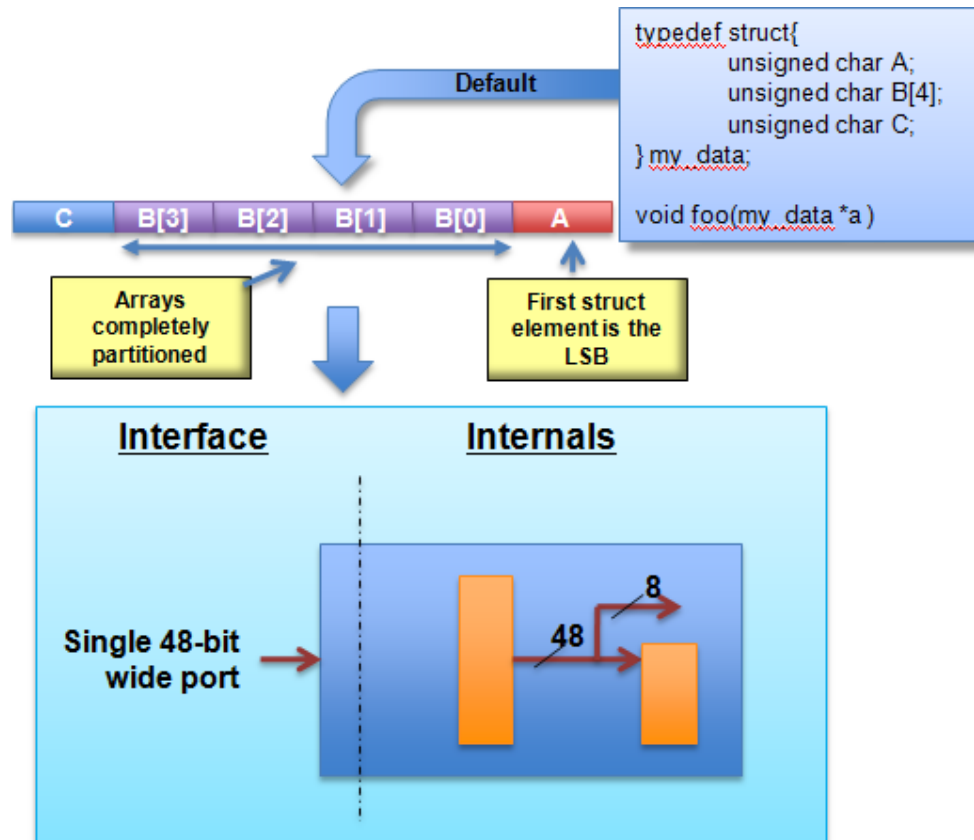 typedef struct{
unsigned char A;
unsigned char B[4];
unsigned char C;
} my_data;
void foo(my_data *a )
Default
C B[3] B[2] B[1] B[0] A
Arrays
completely
partitioned
First struct
element is the
LSB
Interface
Internals
Single 48-bit
wide port
48
8